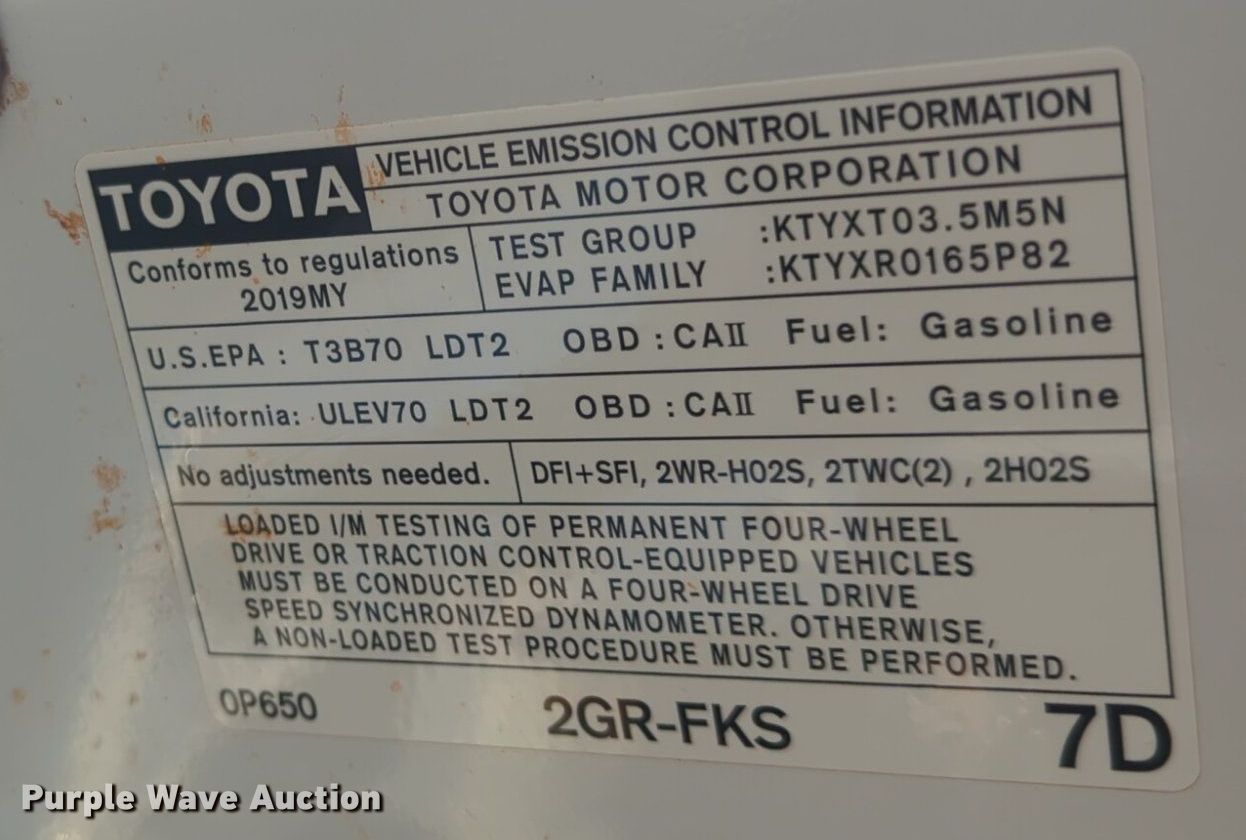 TOYOTA
VEHICLE EMISSION CONTROL INFORMATION
TOYOTA MOTOR CORPORATION
Conforms to regulations
2019MY
TEST GROUP :KTYXT03.5M5N
EVAP FAMILY :KTYXR0165P82
U.S.EPA : T3B70 LDT2 OBD : CAⅡ Fuel: Gasoline
California: ULEV70 LDT2 OBD : CAⅡ Fuel: Gasoline
No adjustments needed.
DFI+SFI, 2WR-HO2S, 2TWC(2) , 2HO2S
LOADED I/M TESTING OF PERMANENT FOUR-WHEEL
DRIVE OR TRACTION CONTROL-EQUIPPED VEHICLES
MUST BE CONDUCTED ON A FOUR-WHEEL DRIVE
SPEED SYNCHRONIZED DYNAMOMETER. OTHERWISE,
A NON-LOADED TEST PROCEDURE MUST BE PERFORMED.
0P650 2GR-FKS 7D
Purple Wave Auction